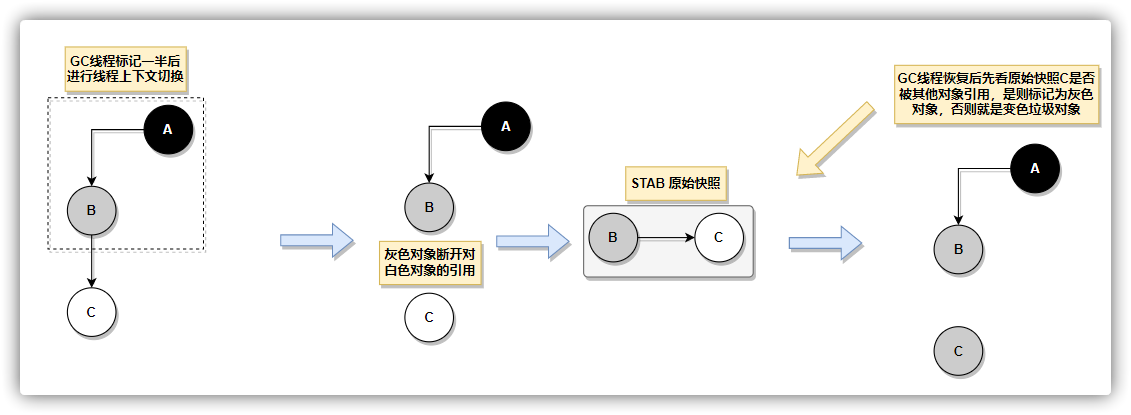 GC线程标记一半后
进行线程上下文切换
A
B
C
A
B
灰色对象断开对
白色对象的引用
C
STAB 原始快照
B
C
GC线程恢复后先看原始快照C是否
被其他对象引用，是则标记为灰色
对象，否则就是变色垃圾对象
A
B
C